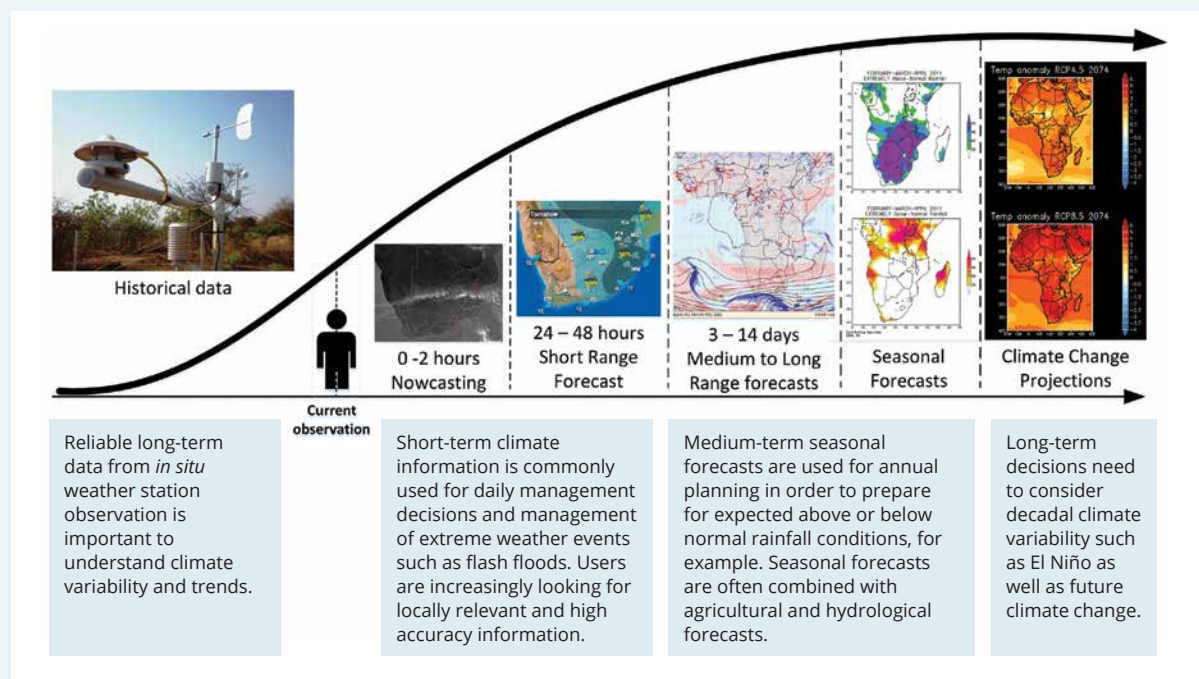 Historical data
Current
observation
0 -2 hours
Nowcasting
24 – 48 hours
Short Range
Forecast
Tomorrow
3 – 14 days
Medium to Long
Range forecasts
FEBRUARY-MARCH-APRIL
FEBRUARY-MARCH-APRIL
Seasonal
Forecasts
Temp anomaly RCP4.5 2074
Temp anomaly RCP8.5 2074
Climate Change
Projections
Reliable long-term
data from in situ
weather station
observation is
important to
understand climate
variability and trends.
Short-term climate
information is commonly
used for daily management
decisions and management
of extreme weather events
such as flash floods. Users
are increasingly looking for
locally relevant and high
accuracy information.
Medium-term seasonal
forecasts are used for annual
planning in order to prepare
for expected above or below
normal rainfall conditions, for
example. Seasonal forecasts
are often combined with
agricultural and hydrological
forecasts.
Long-term
decisions need
to consider
decadal climate
variability such
as El Niño as
well as future
climate change.